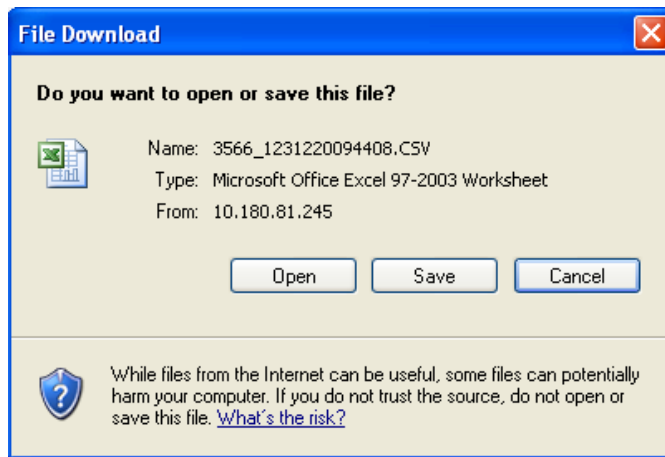 File Download
Do you want to open or save this file?
Name: 3566_1231220094408.CSV
Type: Microsoft Office Excel 97-2003 Worksheet
From: 10.180.81.245
Open Save Cancel
While files from the Internet can be useful, some files can potentially
harm your computer. If you do not trust the source, do not open or
save this file. What's the risk?